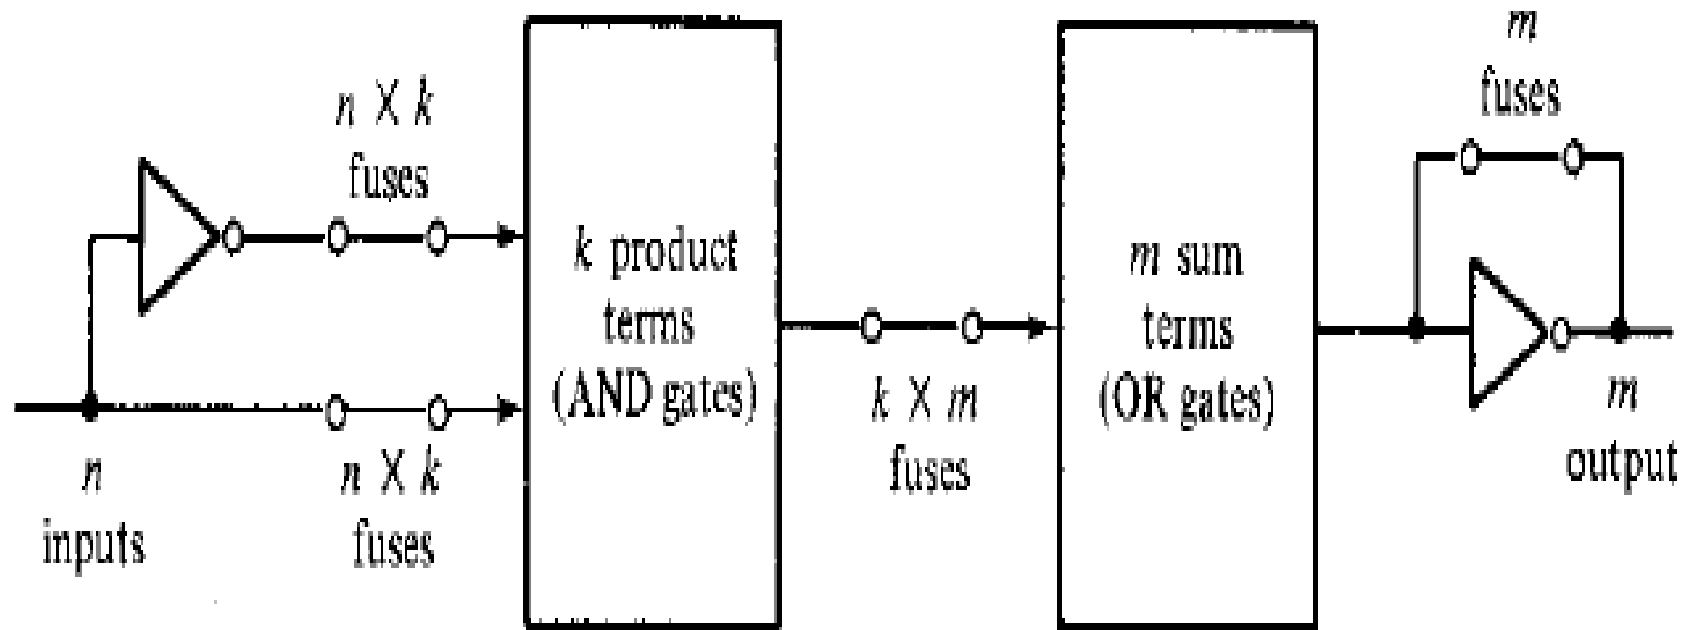 n X k
fuses
n
inputs
n X k
fuses
k product
terms
(AND gates)
k X m
fuses
m sum
terms
(OR gates)
m
fuses
m
output